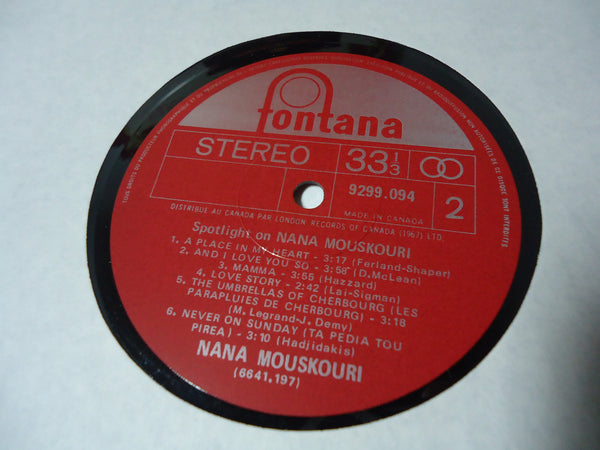 fontana
STEREO 33 1/3
9299.094
2
MADE IN CANADA
DISTRIBUE AU CANADA PAR LONDON RECORDS OF CANADA (1967) LTD.
Spotlight on NANA MOUSKOURI
1. A PLACE IN MY HEART - 3:17 (Ferland-Shaper)
2. AND I LOVE YOU SO - 3:58 (D.McLean)
3. MAMMA - 3:55 (Hazzard)
4. LOVE STORY - 2:42 (Lai-Sigman)
5. THE UMBRELLAS OF CHERBOURG (LES
PARAPLUIES DE CHERBOURG) - 3:18
(M. Legrand-J. Demy)
6. NEVER ON SUNDAY (TA PEDIA TOU
PIREA) - 3:10 (Hadjidakis)
NANA MOUSKOURI
(6641.197)